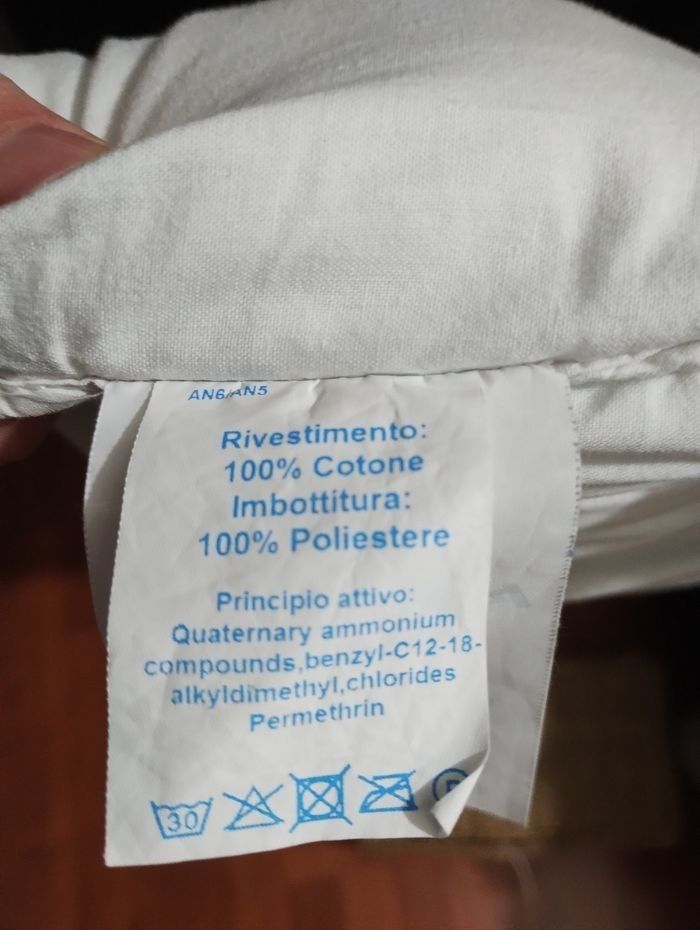 AN6/AN5
Rivestimento:
100% Cotone
Imbottitura:
100% Poliestere
Principio attivo:
Quaternary ammonium
compounds,benzyl-C12-18-
alkyldimethyl,chlorides
Permethrin
30